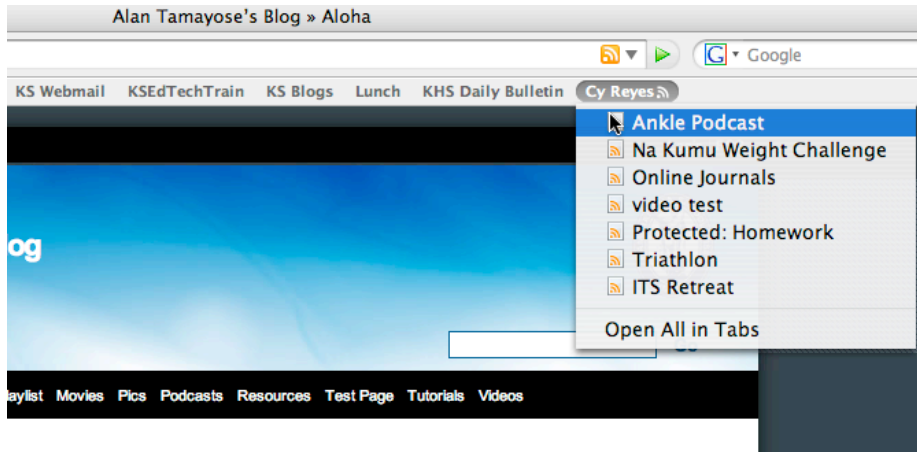 Alan Tamayose's Blog » Aloha
G Google
KS Webmail KSEdTechTrain KS Blogs Lunch KHS Daily Bulletin Cy Reyes
Ankle Podcast
Na Kumu Weight Challenge
Online Journals
video test
Protected: Homework
Triathlon
ITS Retreat
Open All in Tabs
og
aylist Movies Pics Podcasts Resources Test Page Tutorials Videos